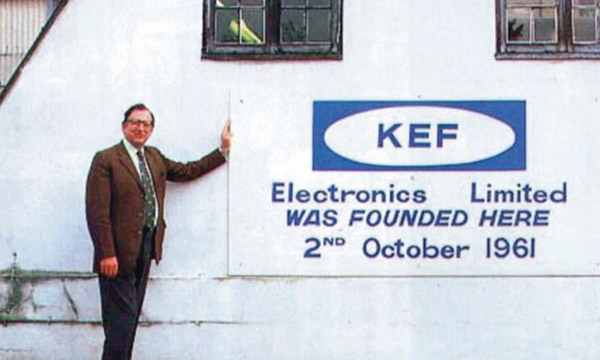 KEF
Electronics Limited
WAS FOUNDED HERE
2ND October 1961